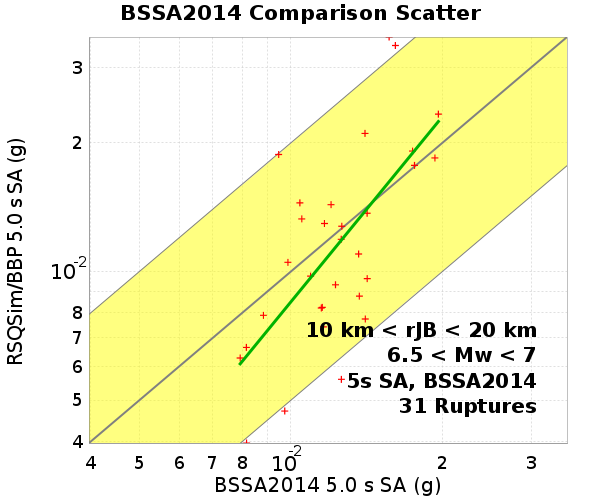 BSSA2014 Comparison Scatter
RSQSim/BBP 5.0 s SA (g)
3
2
10^-2
8
7
6
5
4
10 km < rJB < 20 km
6.5 < Mw < 7
5s SA, BSSA2014
31 Ruptures
4 5 6 7 8 10^-2 2 3
BSSA2014 5.0 s SA (g)